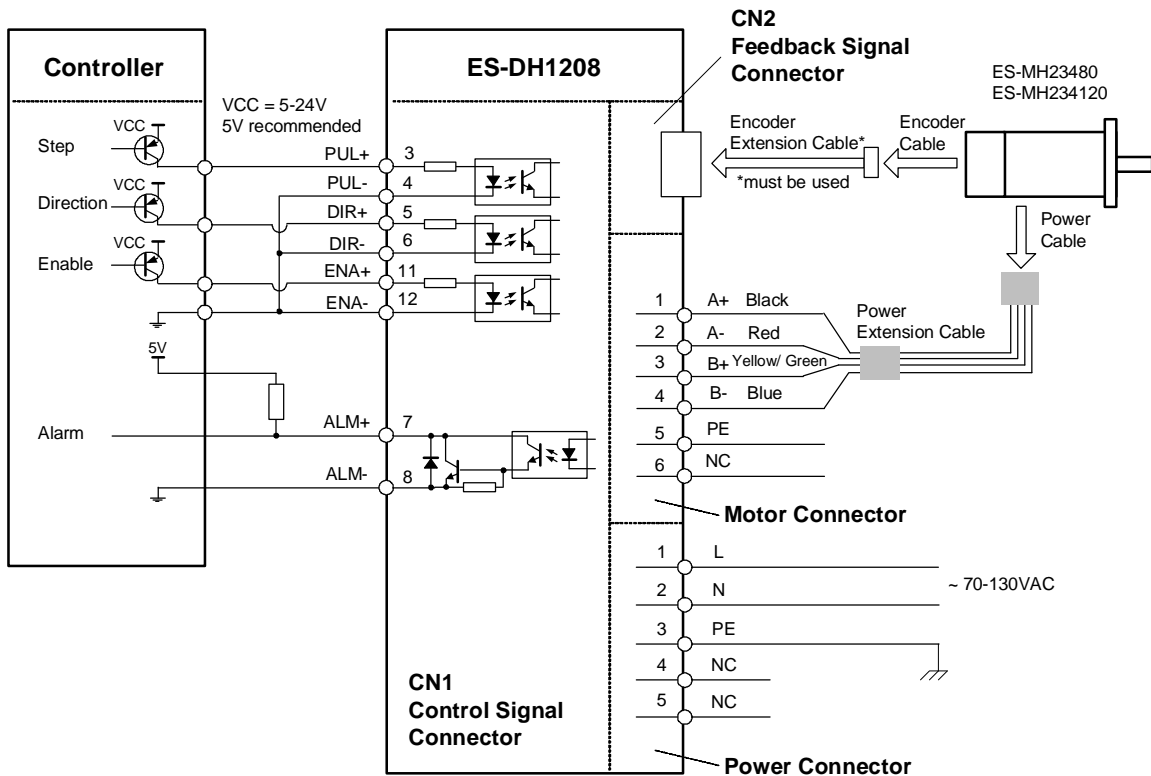 CN2
Feedback Signal
Connector
Controller
ES-DH1208
ES-MH23480
ES-MH234120
VCC = 5-24V
5V recommended
VCC
Step
PUL+
3
PUL-
4
VCC
Direction
DIR+
5
DIR-
6
VCC
Enable
ENA+
11
ENA-
12
Encoder
Extension Cable*
*must be used
Encoder
Cable
Power
Cable
1
A+
Black
2
A-
Red
3
B+
Yellow/ Green
4
B-
Blue
5
PE
6
NC
Power
Extension Cable
5V
Alarm
ALM+
7
ALM-
8
Motor Connector
1
L
2
N
~ 70-130VAC
3
PE
4
NC
5
NC
CN1
Control Signal
Connector
Power Connector